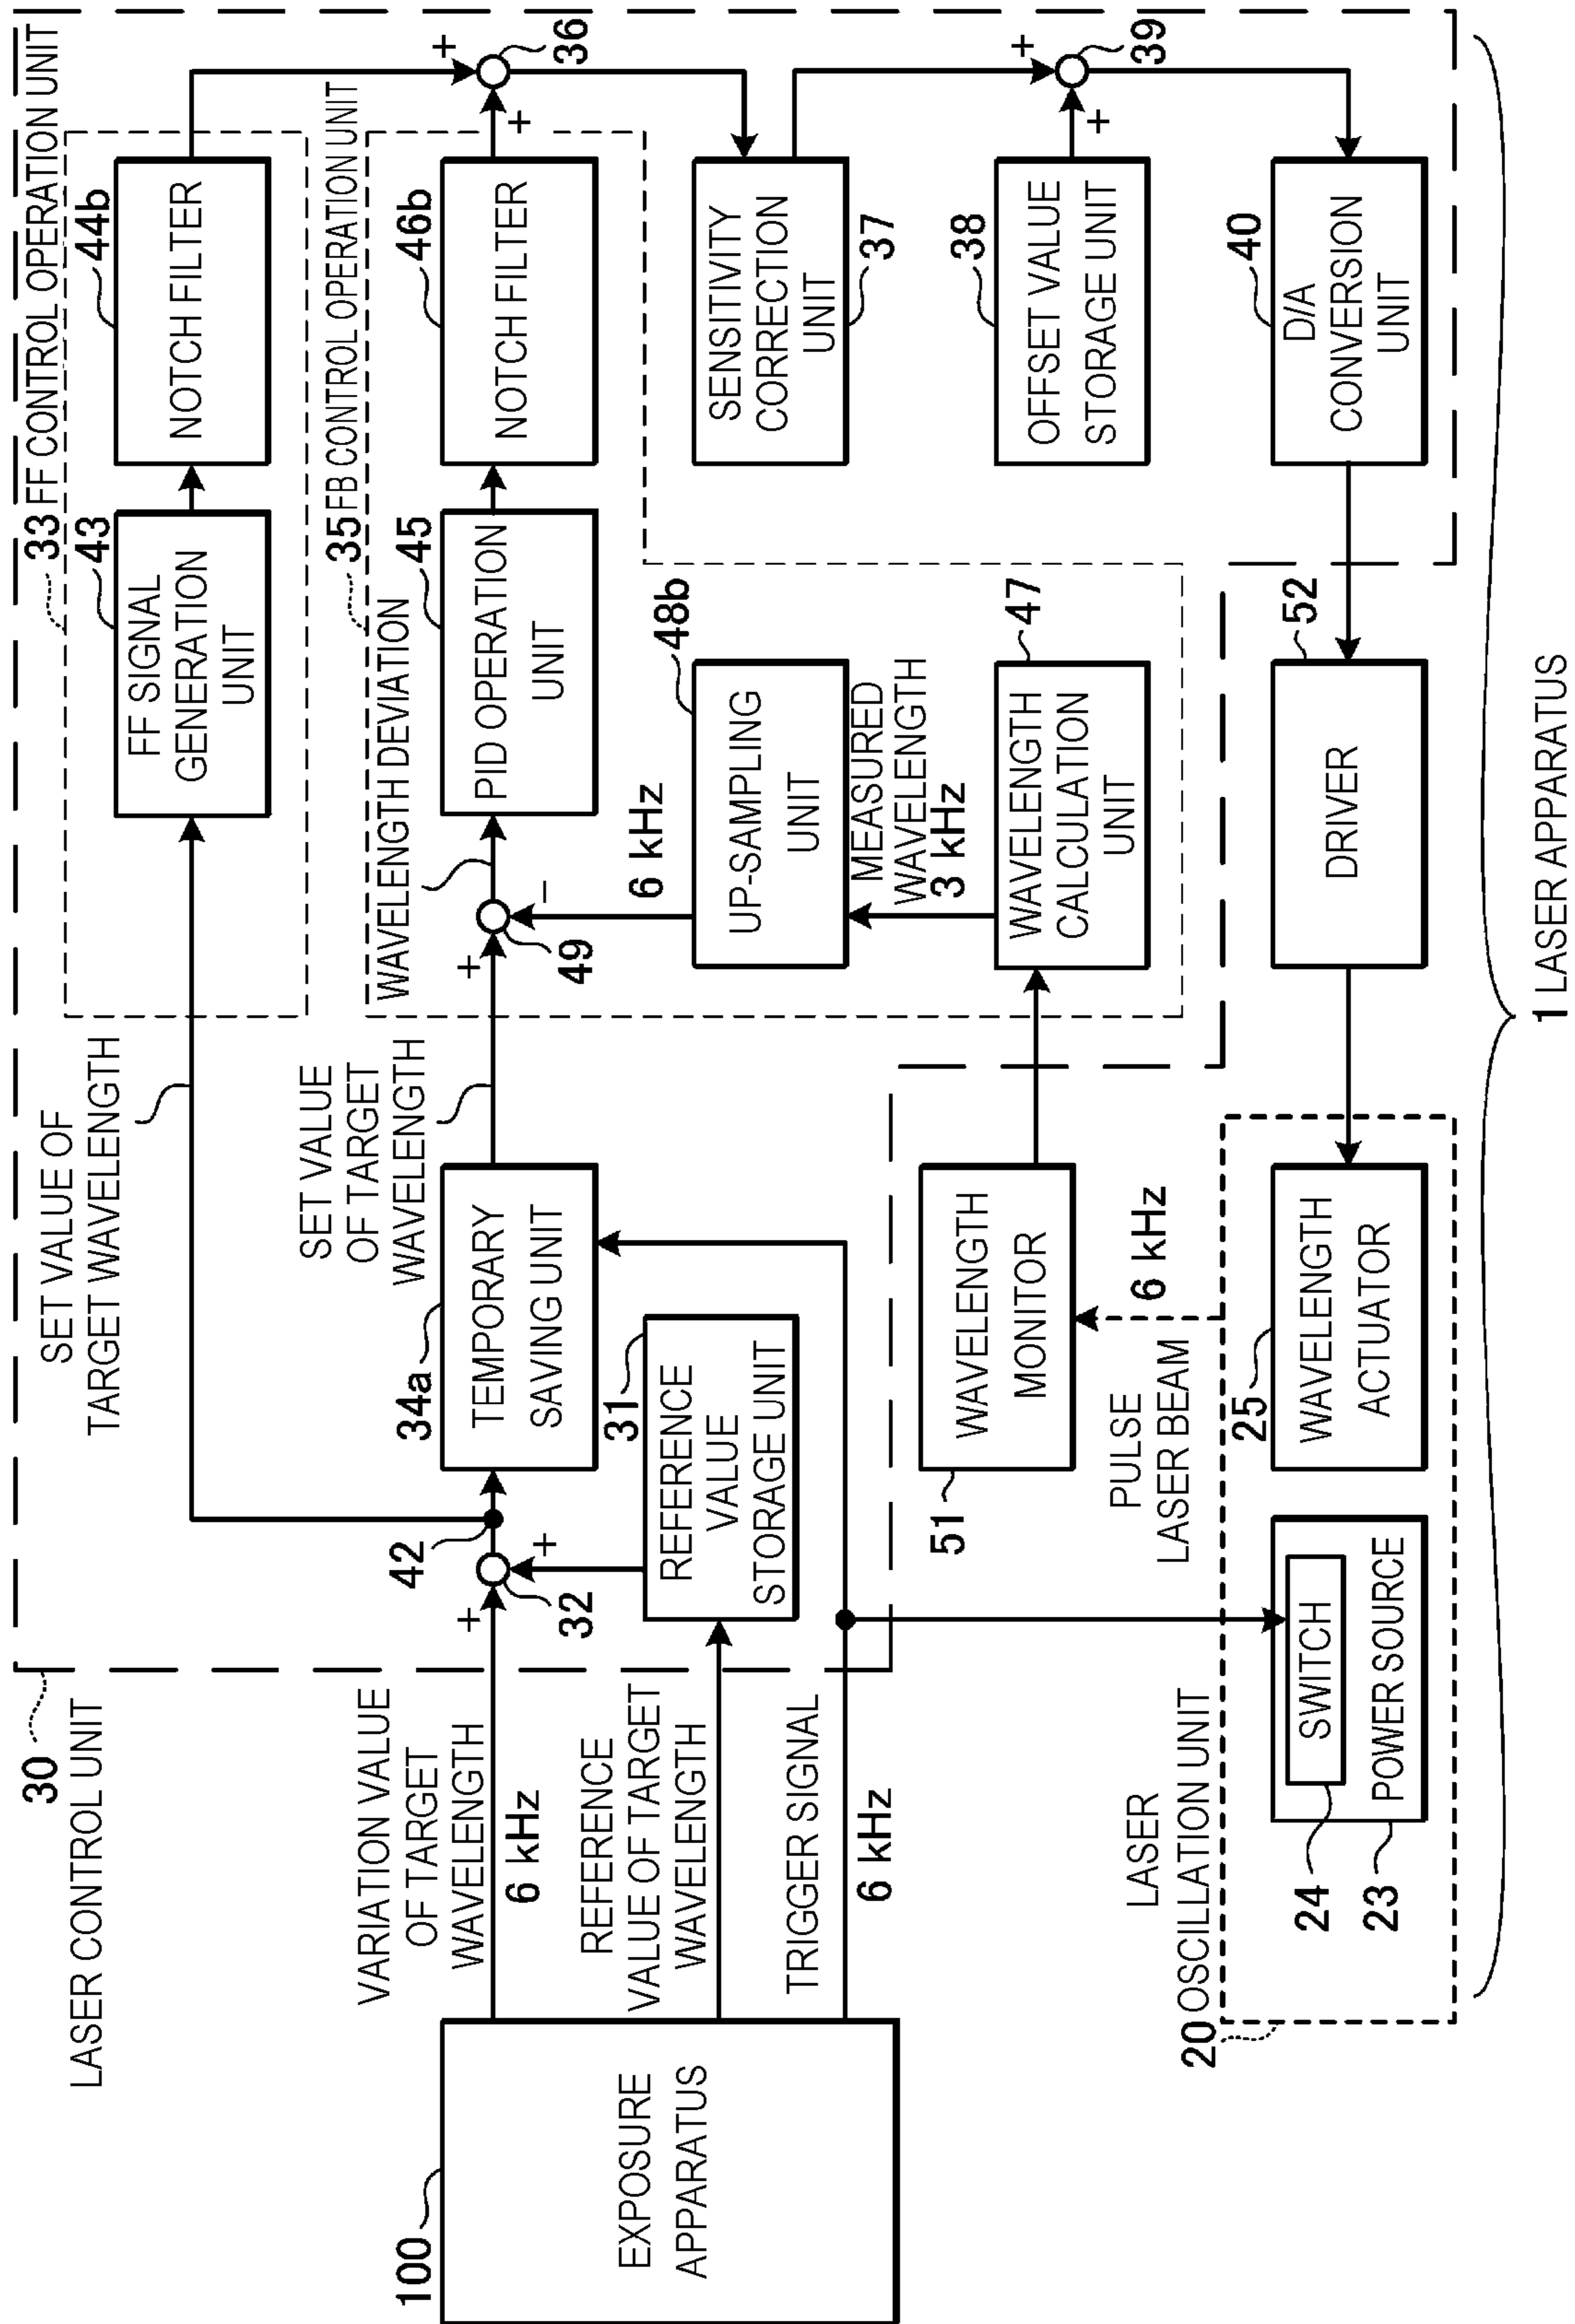 30
LASER CONTROL UNIT
33 FF CONTROL OPERATION UNIT
SET VALUE OF
TARGET WAVELENGTH
43
FF SIGNAL
GENERATION
UNIT
44b
NOTCH FILTER
35 FB CONTROL OPERATION UNIT
WAVELENGTH DEVIATION
100
EXPOSURE
APPARATUS
VARIATION VALUE
OF TARGET
WAVELENGTH
6 kHz
+
32
+
42
34a
TEMPORARY
SAVING UNIT
SET VALUE
OF TARGET
WAVELENGTH
+
49
−
45
PID OPERATION
UNIT
46b
NOTCH FILTER
+
+
36
REFERENCE
VALUE OF TARGET
WAVELENGTH
31
REFERENCE
VALUE
STORAGE UNIT
6 kHz
48b
UP-SAMPLING
UNIT
SENSITIVITY
CORRECTION
UNIT
37
TRIGGER SIGNAL
6 kHz
51
WAVELENGTH
MONITOR
MEASURED
WAVELENGTH
3 kHz
47
WAVELENGTH
CALCULATION
UNIT
38
OFFSET VALUE
STORAGE UNIT
+
+
39
PULSE
LASER BEAM
6 kHz
LASER
20 OSCILLATION UNIT
24
SWITCH
23
POWER SOURCE
25
WAVELENGTH
ACTUATOR
52
DRIVER
40
D/A
CONVERSION
UNIT
1 LASER APPARATUS